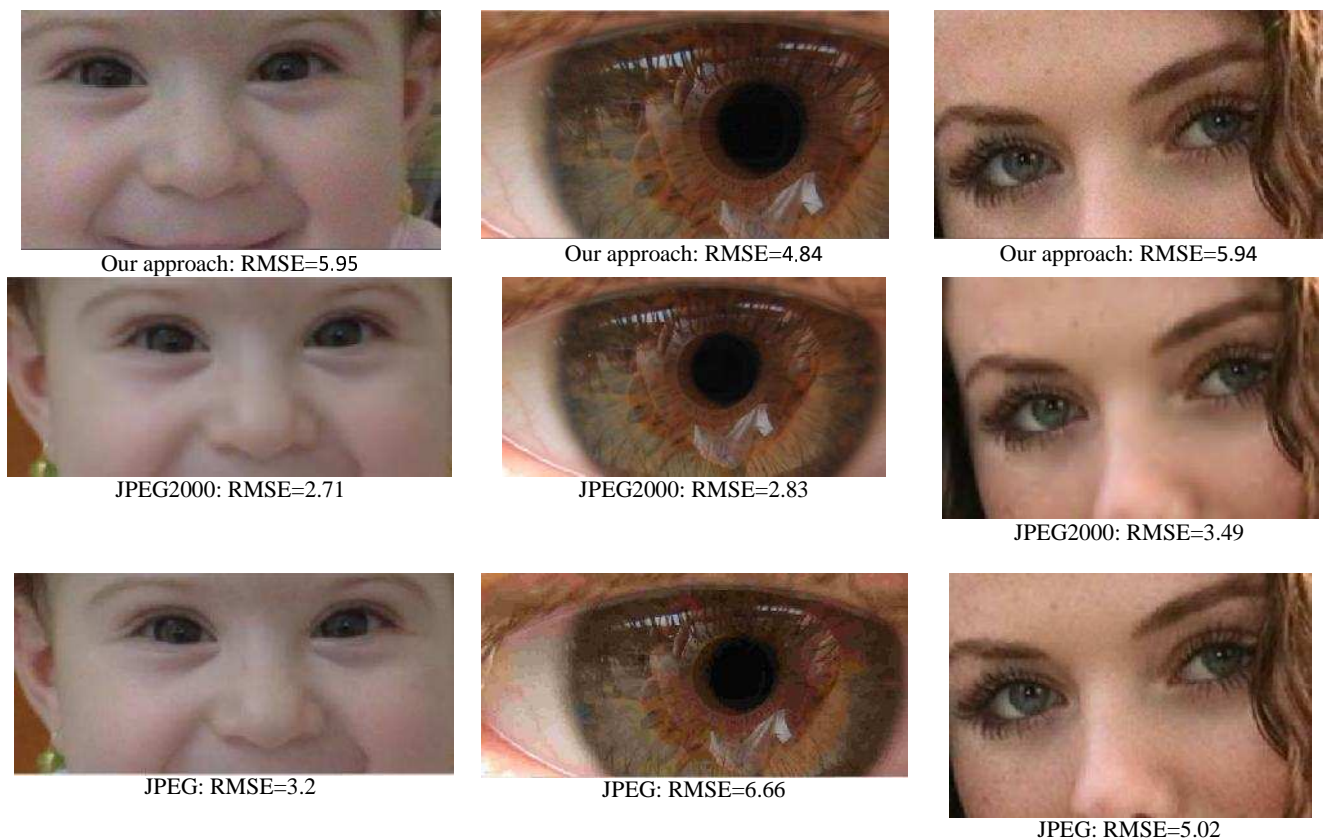 Our approach: RMSE=5.95
Our approach: RMSE=4.84
Our approach: RMSE=5.94
JPEG2000: RMSE=2.71
JPEG2000: RMSE=2.83
JPEG2000: RMSE=3.49
JPEG: RMSE=3.2
JPEG: RMSE=6.66
JPEG: RMSE=5.02